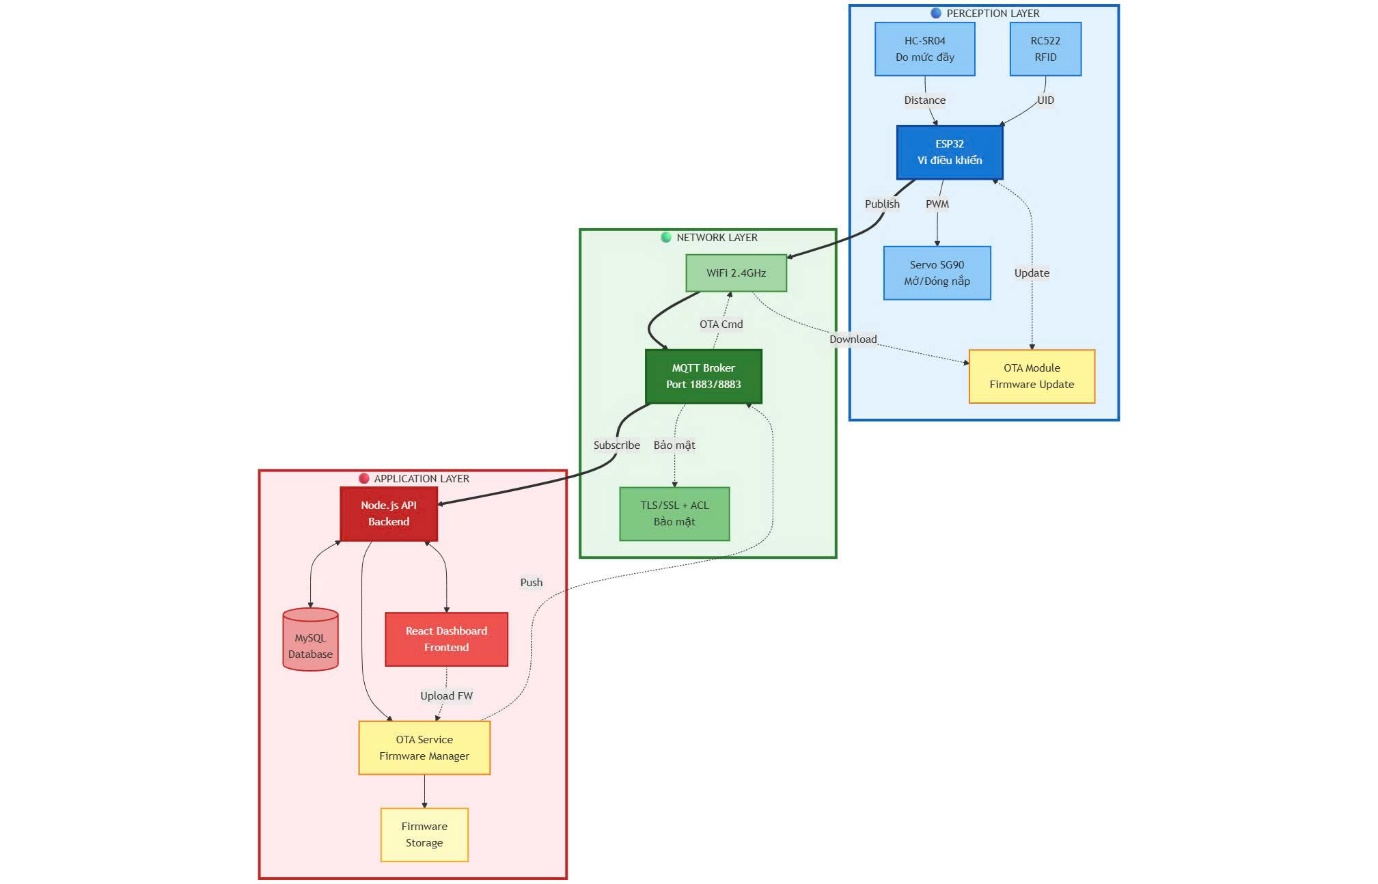 PERCEPTION LAYER
HC-SR04
Đo mức đầy
RC522
RFID
Distance
UID
ESP32
Vi điều khiển
Publish
PWM
Servo SG90
Mở/Đóng nắp
Update
OTA Module
Firmware Update
NETWORK LAYER
WiFi 2.4GHz
OTA Cmd
Download
MQTT Broker
Port 1883/8883
Subscribe
Bảo mật
TLS/SSL + ACL
Bảo mật
APPLICATION LAYER
Node.js API
Backend
Push
MySQL
Database
React Dashboard
Frontend
Upload FW
OTA Service
Firmware Manager
Firmware
Storage